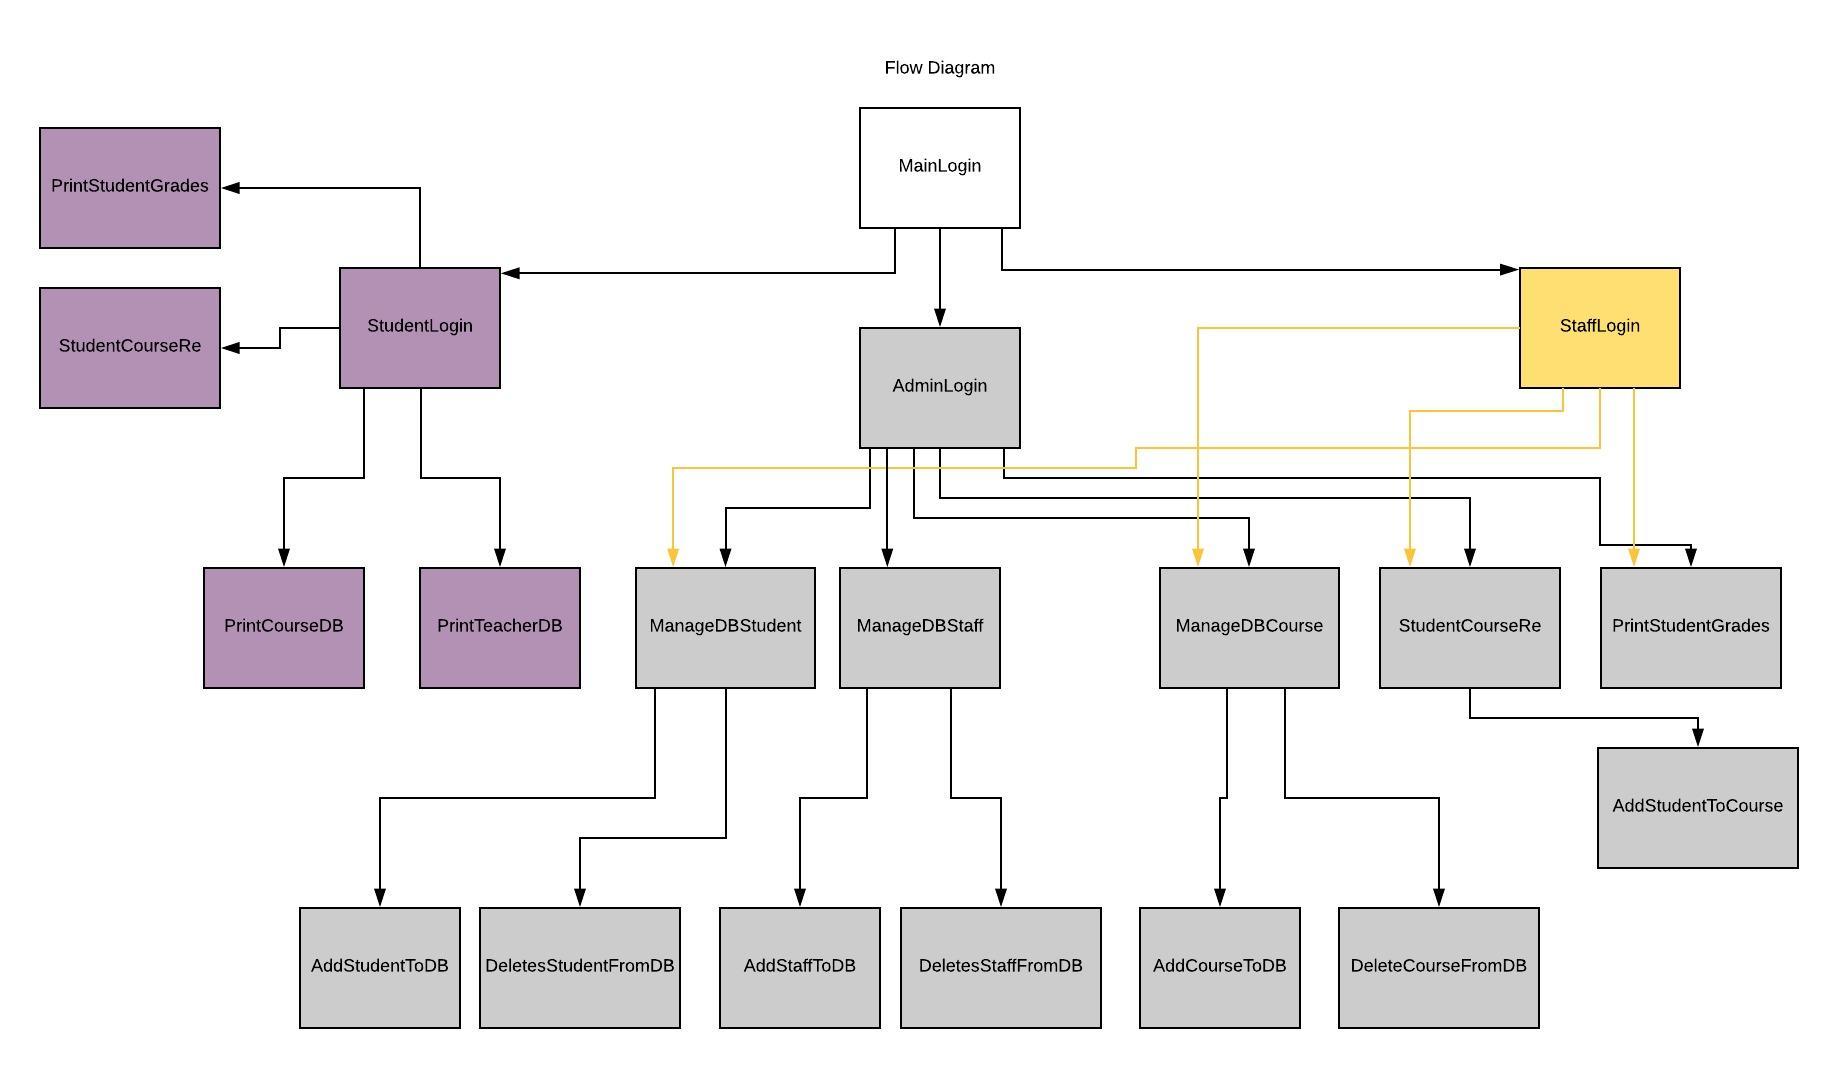 Flow Diagram
MainLogin
PrintStudentGrades
StudentCourseRe
StudentLogin
StaffLogin
AdminLogin
PrintCourseDB
PrintTeacherDB
ManageDBStudent
ManageDBStaff
ManageDBCourse
StudentCourseRe
PrintStudentGrades
AddStudentToCourse
AddStudentToDB
DeletesStudentFromDB
AddStaffToDB
DeletesStaffFromDB
AddCourseToDB
DeleteCourseFromDB